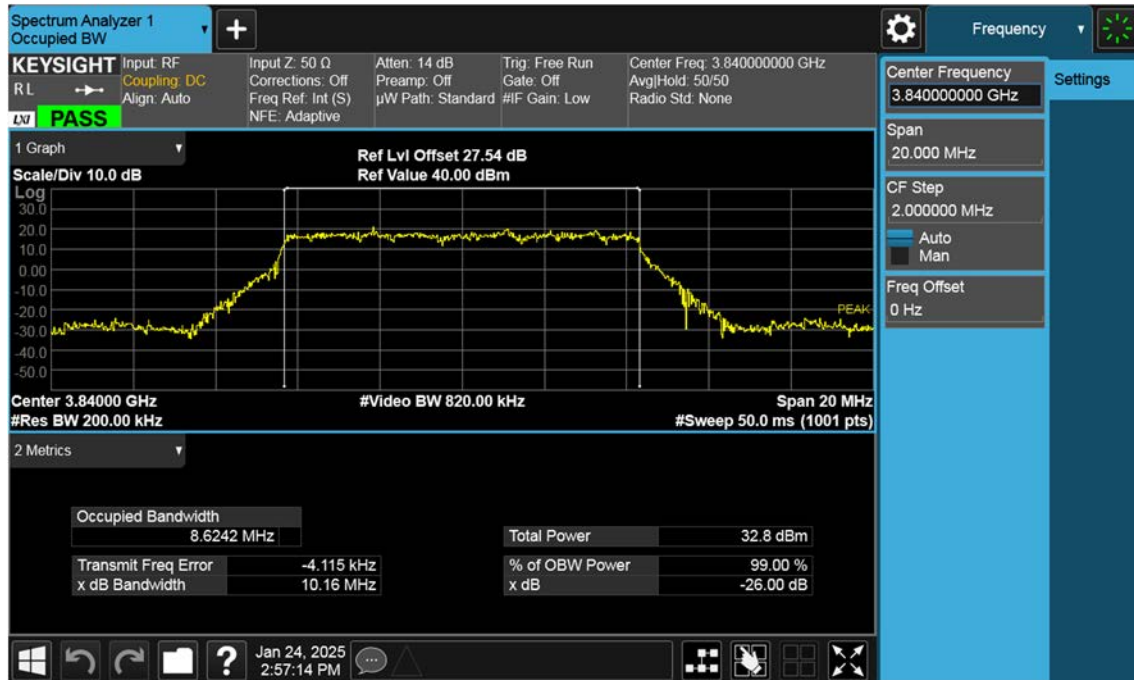 Spectrum Analyzer 1
Occupied BW
Frequency
KEYSIGHT
R L
LXI PASS
Input: RF
Coupling: DC
Align: Auto
Input Z: 50 Ω
Corrections: Off
Freq Ref: Int (S)
NFE: Adaptive
Atten: 14 dB
Preamp: Off
µW Path: Standard
Trig: Free Run
Gate: Off
#IF Gain: Low
Center Freq: 3.840000000 GHz
Avg|Hold: 50/50
Radio Std: None
1 Graph
Scale/Div 10.0 dB
Ref Lvl Offset 27.54 dB
Ref Value 40.00 dBm
Log
30.0
20.0
10.0
0.00
-10.0
-20.0
-30.0
-40.0
-50.0
PEAK
Center 3.84000 GHz
#Video BW 820.00 kHz
Span 20 MHz
#Res BW 200.00 kHz
#Sweep 50.0 ms (1001 pts)
2 Metrics
Occupied Bandwidth
8.6242 MHz
Total Power 32.8 dBm
Transmit Freq Error -4.115 kHz
% of OBW Power 99.00 %
x dB Bandwidth 10.16 MHz
x dB -26.00 dB
Center Frequency
3.840000000 GHz
Settings
Span
20.000 MHz
CF Step
2.000000 MHz
Auto
Man
Freq Offset
0 Hz
?
Jan 24, 2025
2:57:14 PM